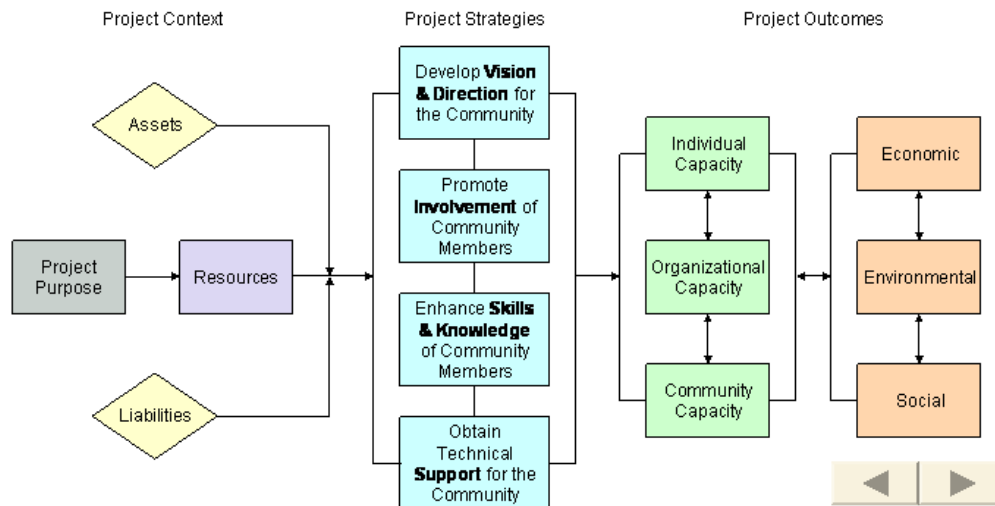 Project Context
Project Strategies
Project Outcomes
Assets
Project
Purpose
Resources
Liabilities
Develop Vision
& Direction for
the Community
Promote
Involvement of
Community
Members
Enhance Skills
& Knowledge
of Community
Members
Obtain
Technical
Support for the
Community
Individual
Capacity
Organizational
Capacity
Community
Capacity
Economic
Environmental
Social